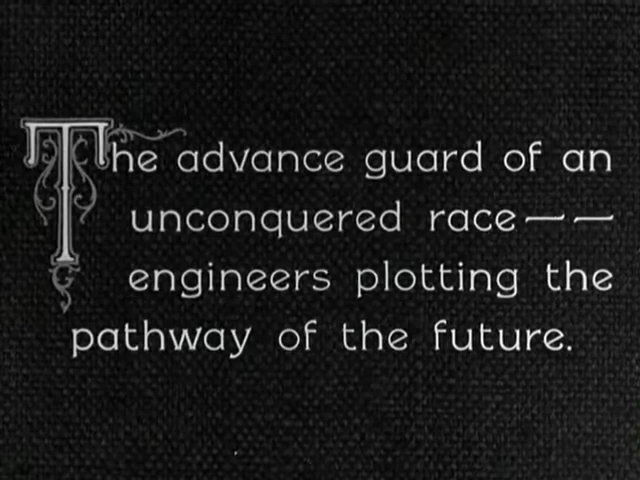 The advance guard of an
unconquered race — —
engineers plotting the
pathway of the future.